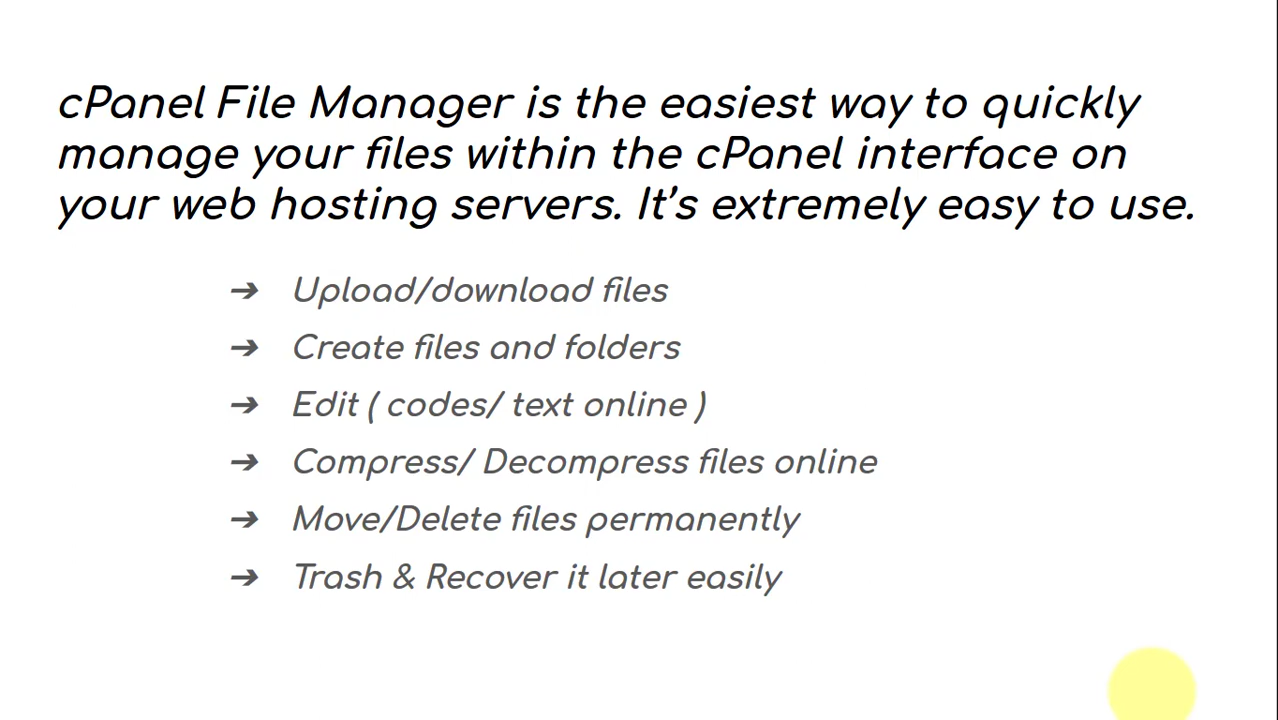 cPanel File Manager is the easiest way to quickly
manage your files within the cPanel interface on
your web hosting servers. It’s extremely easy to use.
➔ Upload/download files
➔ Create files and folders
➔ Edit ( codes/ text online )
➔ Compress/ Decompress files online
➔ Move/Delete files permanently
➔ Trash & Recover it later easily